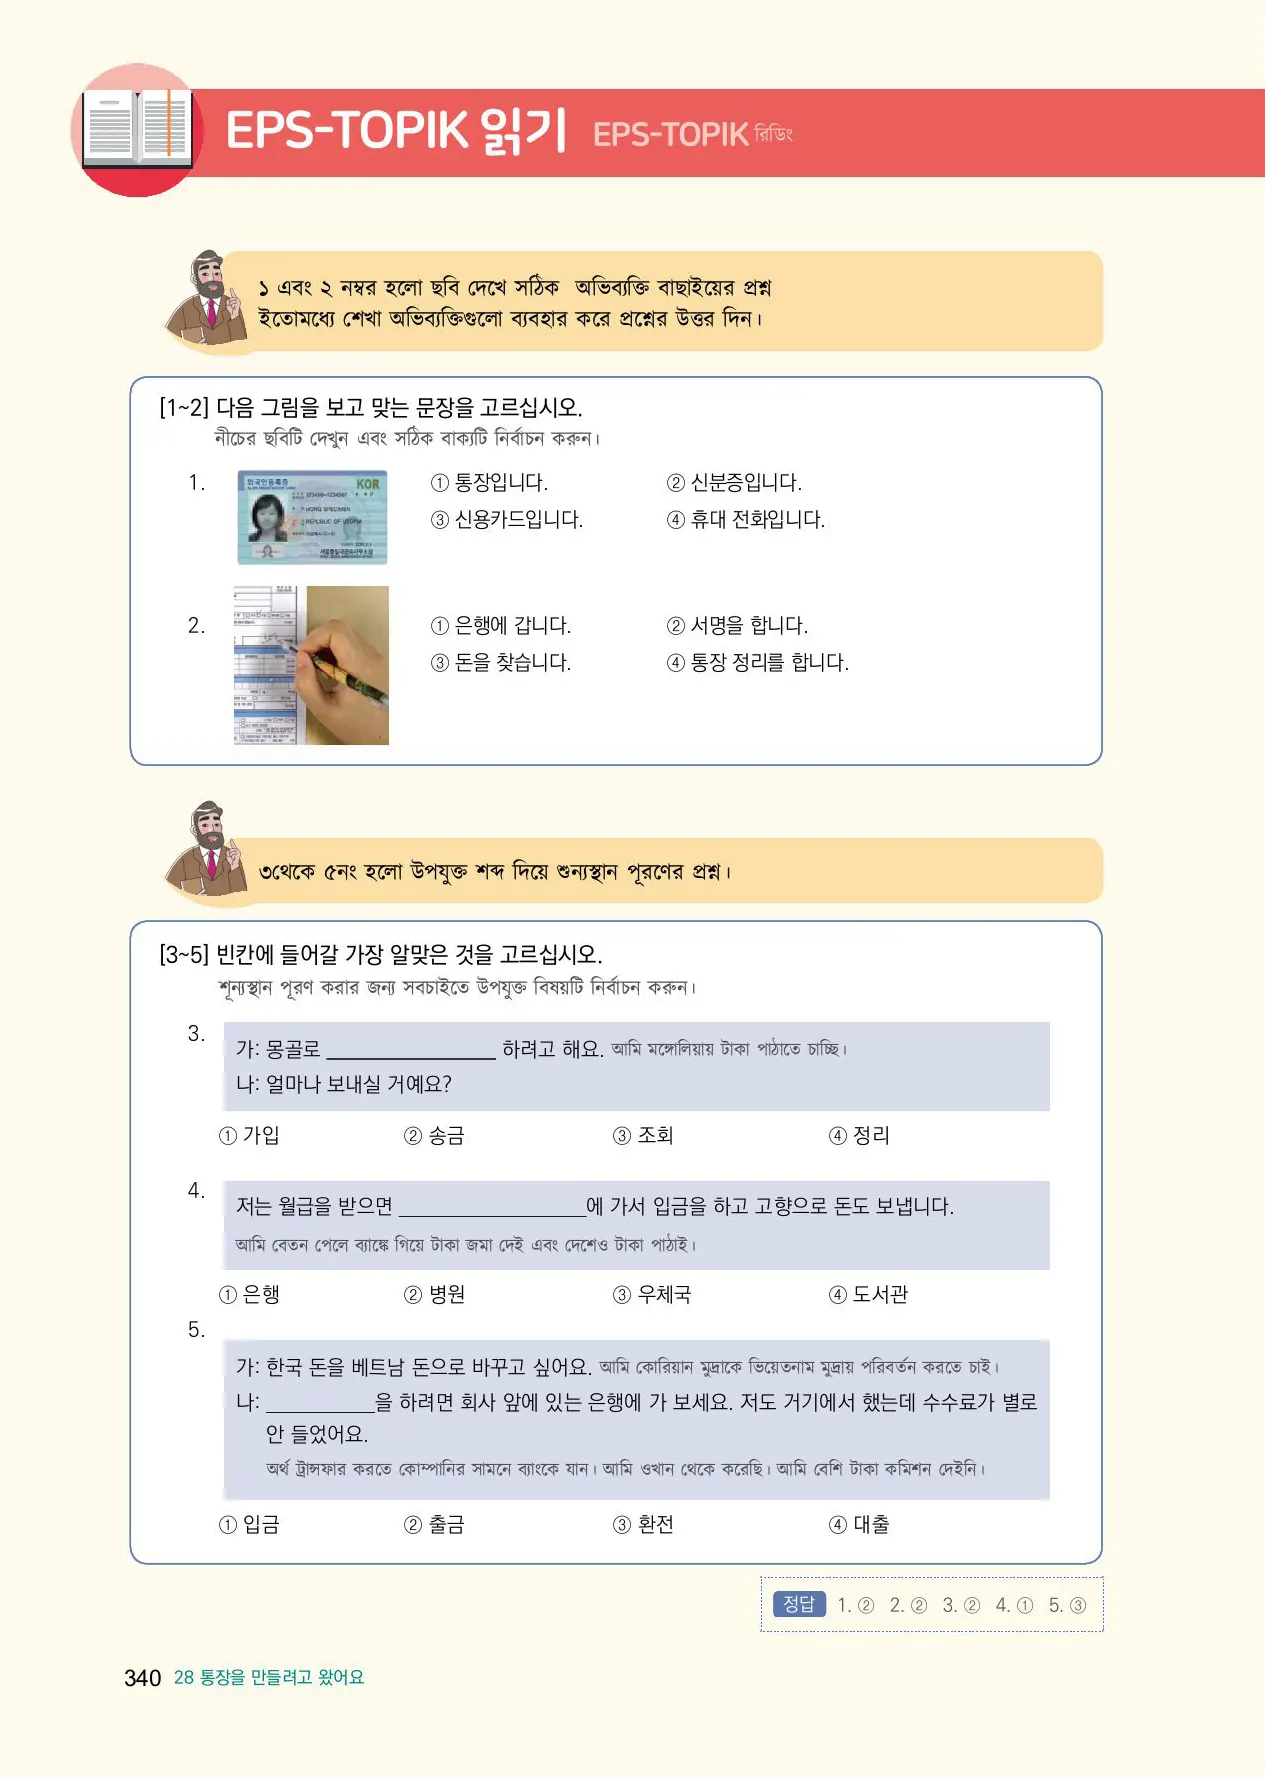 EPS-TOPIK 읽기 EPS-TOPIK রিডিং
১ এবং ২ নম্বর হলো ছবি দেখে সঠিক অভিব্যক্তি বাছাইয়ের প্রশ্ন
ইতোমধ্যে শেখা অভিব্যক্তিগুলো ব্যবহার করে প্রশ্নের উত্তর দিন।
[1~2] 다음 그림을 보고 맞는 문장을 고르십시오.
নীচের ছবিটি দেখুন এবং সঠিক বাক্যটি নির্বাচন করুন।
1.
외국인등록증
KOR
123456-1234567
HONG SPECIMEN
REPUBLIC OF UTOPIA
① 통장입니다. ② 신분증입니다.
③ 신용카드입니다. ④ 휴대 전화입니다.
2. ① 은행에 갑니다. ② 서명을 합니다.
③ 돈을 찾습니다. ④ 통장 정리를 합니다.
৩থেকে ৫নং হলো উপযুক্ত শব্দ দিয়ে শুন্যস্থান পূরণের প্রশ্ন।
[3~5] 빈칸에 들어갈 가장 알맞은 것을 고르십시오.
শূন্যস্থান পূরণ করার জন্য সবচাইতে উপযুক্ত বিষয়টি নির্বাচন করুন।
3.
가: 몽골로 ________________ 하려고 해요. আমি মঙ্গোলিয়ায় টাকা পাঠাতে চাচ্ছি।
나: 얼마나 보내실 거예요?
① 가입 ② 송금 ③ 조회 ④ 정리
4.
저는 월급을 받으면 __________________에 가서 입금을 하고 고향으로 돈도 보냅니다.
আমি বেতন পেলে ব্যাঙ্কে গিয়ে টাকা জমা দেই এবং দেশেও টাকা পাঠাই।
① 은행 ② 병원 ③ 우체국 ④ 도서관
5.
가: 한국 돈을 베트남 돈으로 바꾸고 싶어요. আমি কোরিয়ান মুদ্রাকে ভিয়েতনাম মুদ্রায় পরিবর্তন করতে চাই।
나: __________을 하려면 회사 앞에 있는 은행에 가 보세요. 저도 거기에서 했는데 수수료가 별로
안 들었어요.
অর্থ ট্রান্সফার করতে কোম্পানির সামনে ব্যাংকে যান। আমি ওখান থেকে করেছি। আমি বেশি টাকা কমিশন দেইনি।
① 입금 ② 출금 ③ 환전 ④ 대출
정답 1. ② 2. ② 3. ② 4. ① 5. ③
340 28 통장을 만들려고 왔어요